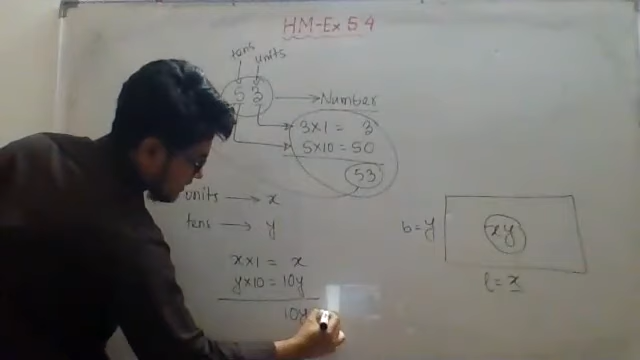 HM-Ex 5.4
tens
units
5 3 → Number
3×1 = 3
5×10 = 50
53
units → x
tens → y
x×1 = x
y×10 = 10y
10y
b = y
xy
l = x